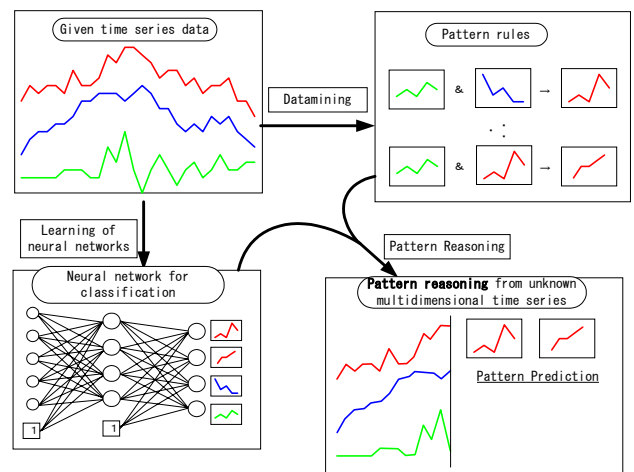 Given time series data
Pattern rules
Datamining
& →
& →
Learning of
neural networks
Pattern Reasoning
Neural network for
classification
1
1
Pattern reasoning from unknown
multidimensional time series
Pattern Prediction